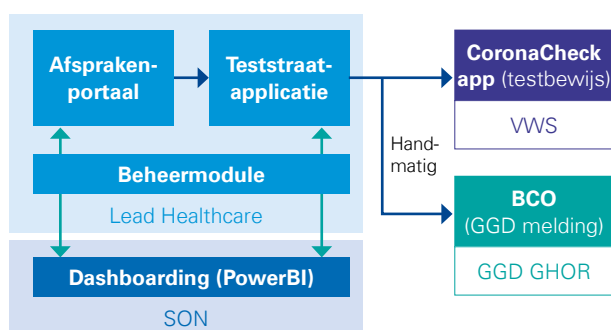 Afspraken-
portaal
Teststraat-
applicatie
Beheermodule
Lead Healthcare
Dashboarding (PowerBI)
SON
Hand-
matig
CoronaCheck
app (testbewijs)
VWS
BCO
(GGD melding)
GGD GHOR